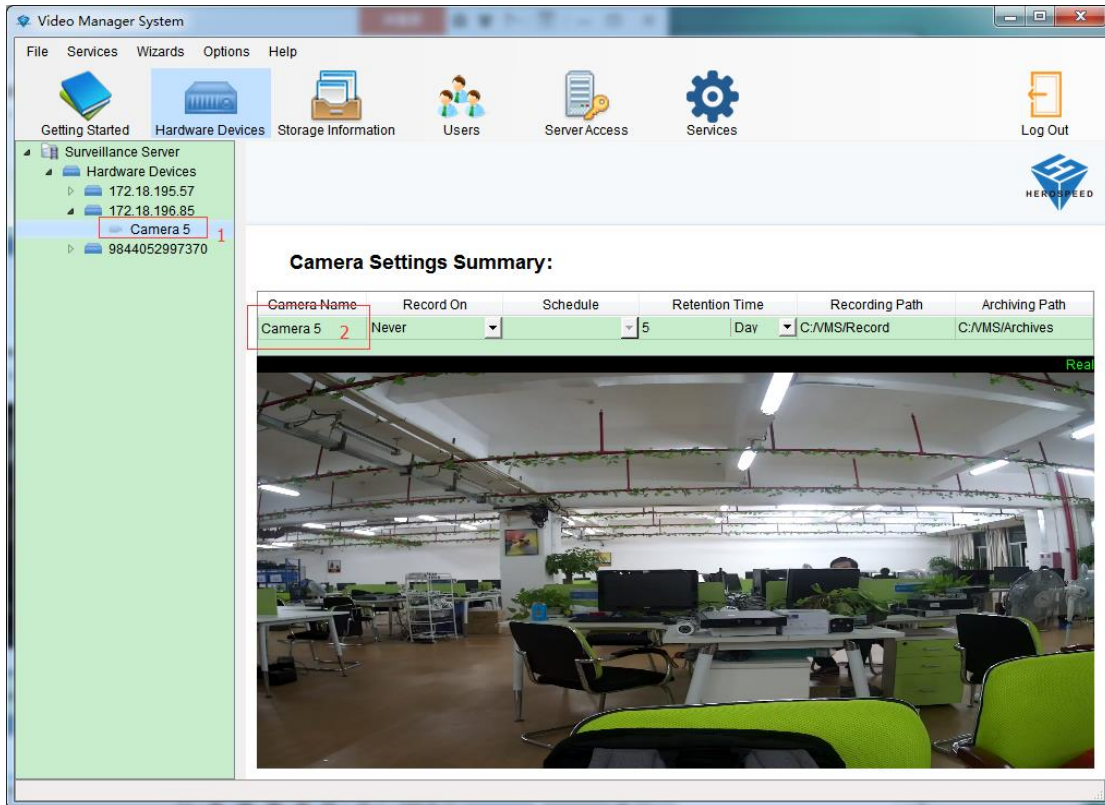 Video Manager System
File Services Wizards Options Help
Getting Started Hardware Devices Storage Information Users Server Access Services Log Out
Surveillance Server
Hardware Devices
172.18.195.57
172.18.196.85
Camera 5 1
9844052997370
HEROSPEED
Camera Settings Summary:
Camera Name Record On Schedule Retention Time Recording Path Archiving Path
Camera 5 2 Never 5 Day C:/VMS/Record C:/VMS/Archives
Real